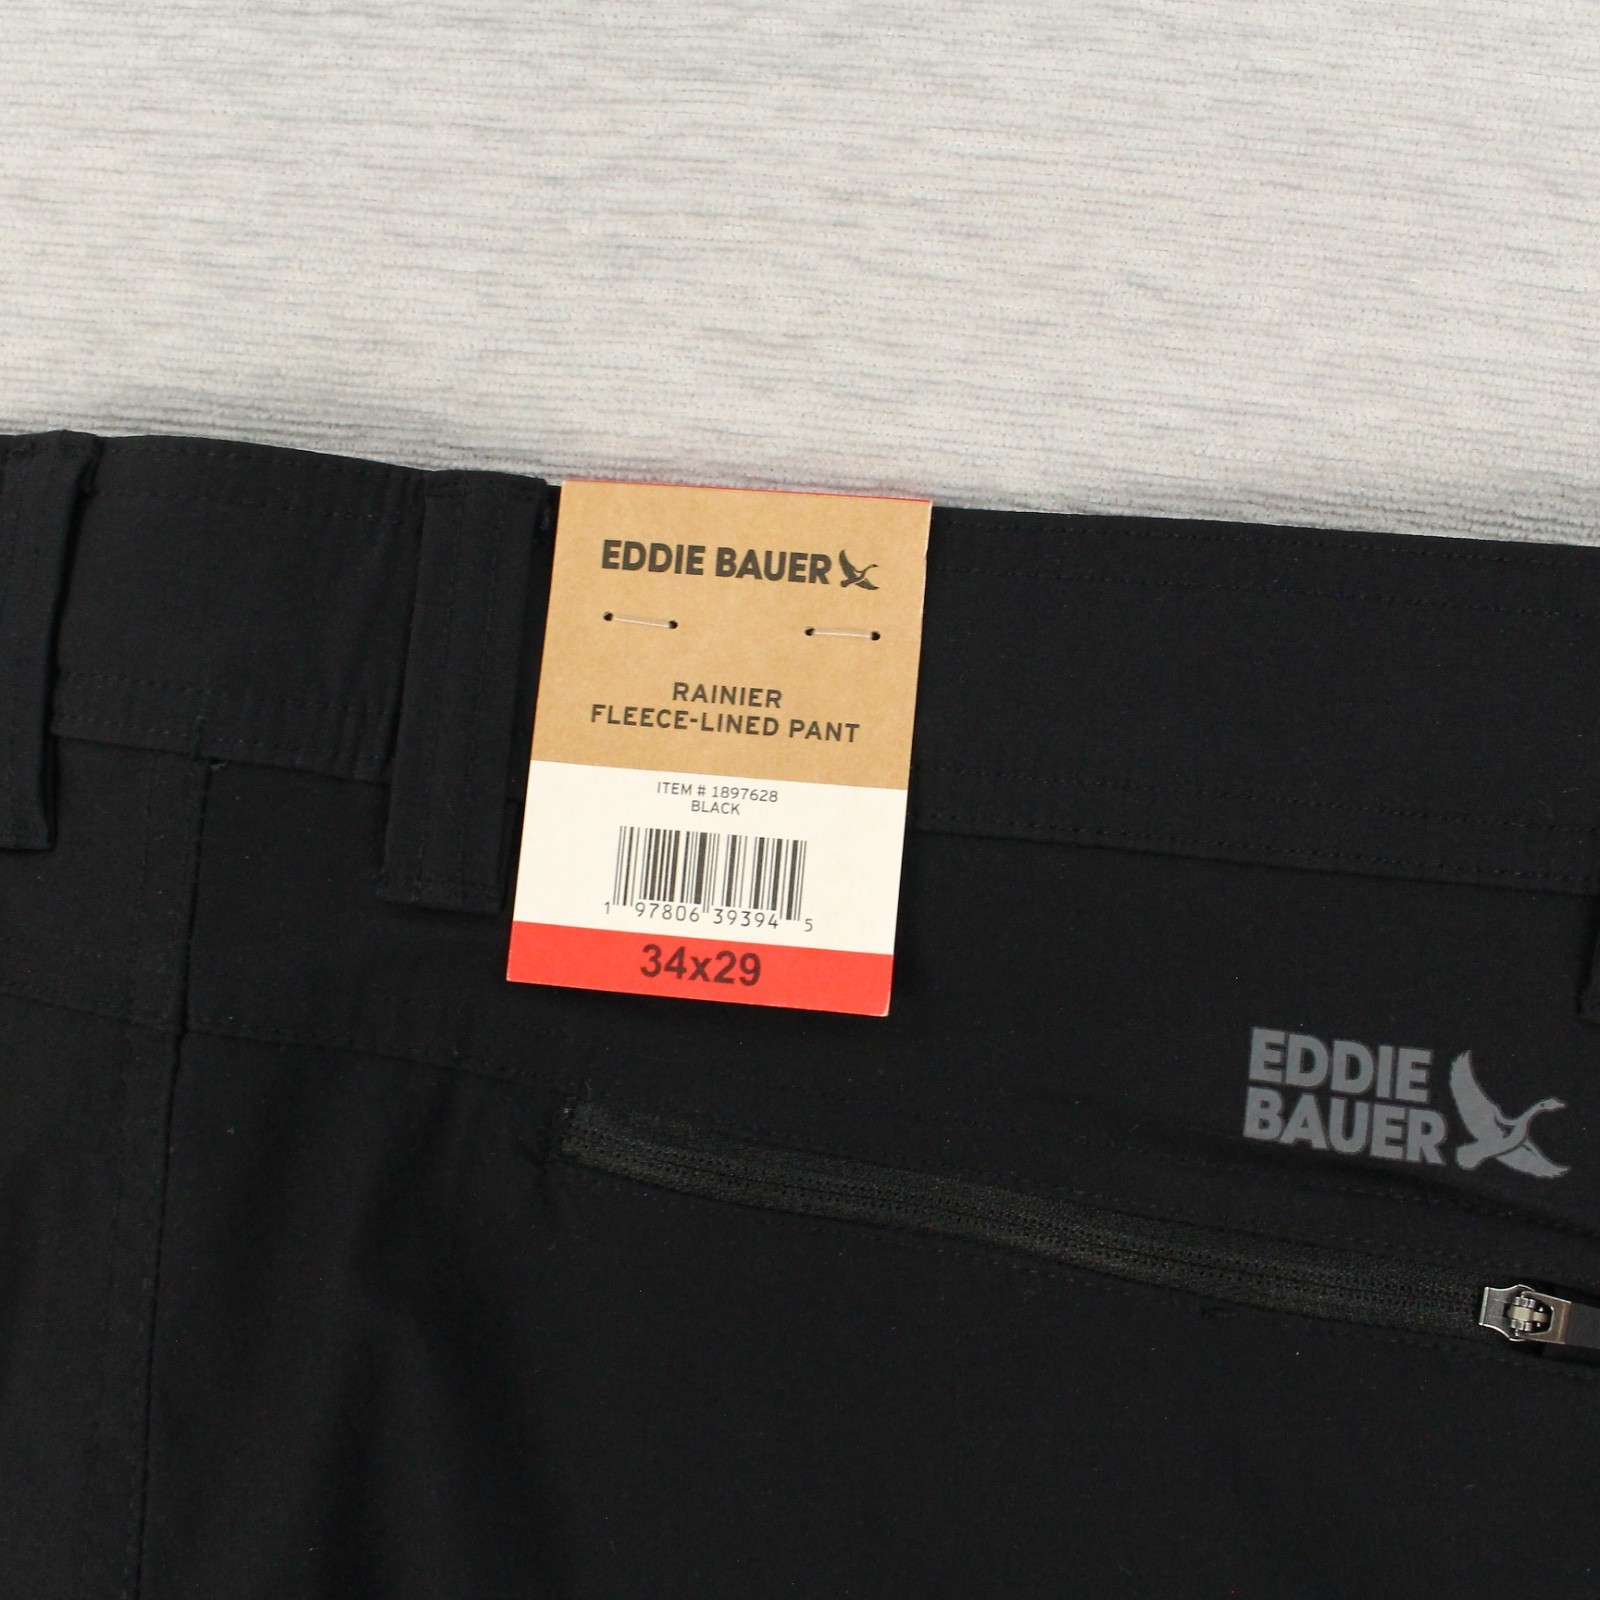 EDDIE BAUER
RAINIER
FLEECE-LINED PANT
ITEM # 1897628
BLACK
1 97806 39394 5
34x29
EDDIE
BAUER